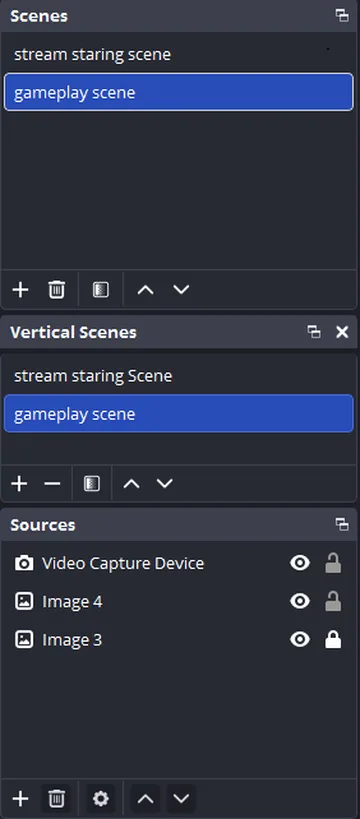 Scenes
stream staring scene
gameplay scene
Vertical Scenes
stream staring Scene
gameplay scene
Sources
Video Capture Device
Image 4
Image 3